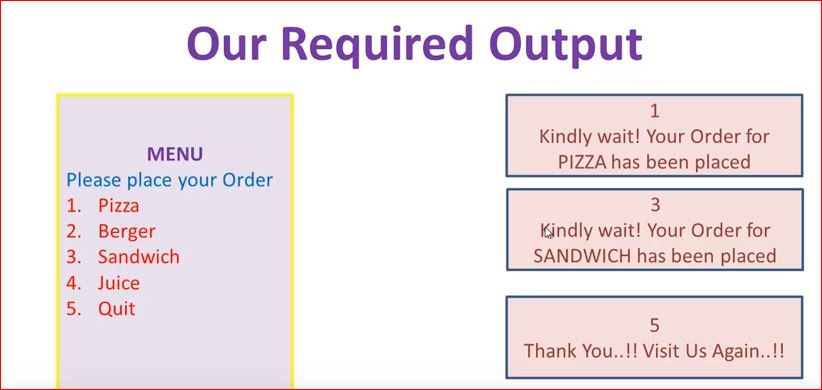 Our Required Output
MENU
Please place your Order
1. Pizza
2. Berger
3. Sandwich
4. Juice
5. Quit
1
Kindly wait! Your Order for
PIZZA has been placed
3
Kindly wait! Your Order for
SANDWICH has been placed
5
Thank You..!! Visit Us Again..!!